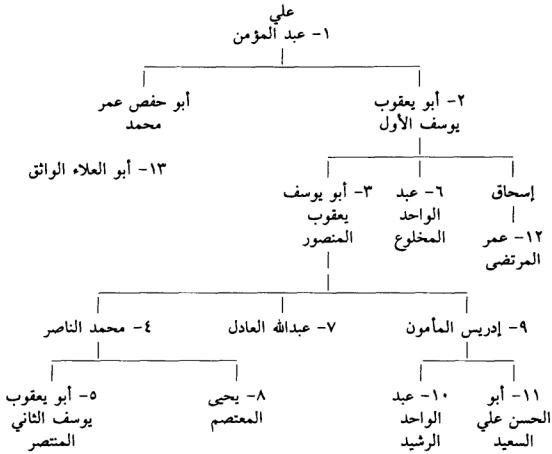 علي
١- عبد المؤمن
٢- أبو يعقوب
يوسف الأول
أبو حفص عمر
محمد
١٣- أبو العلاء الواثق
إسحاق
١٢- عمر
المرتضى
٦- عبد
الواحد
المخلوع
٣- أبو يوسف
يعقوب
المنصور
٩- إدريس المأمون
٧- عبدالله العادل
٤- محمد الناصر
١١- أبو
الحسن علي
السعيد
١٠- عبد
الواحد
الرشيد
٨- يحيى
المعتصم
٥- أبو يعقوب
يوسف الثاني
المنتصر